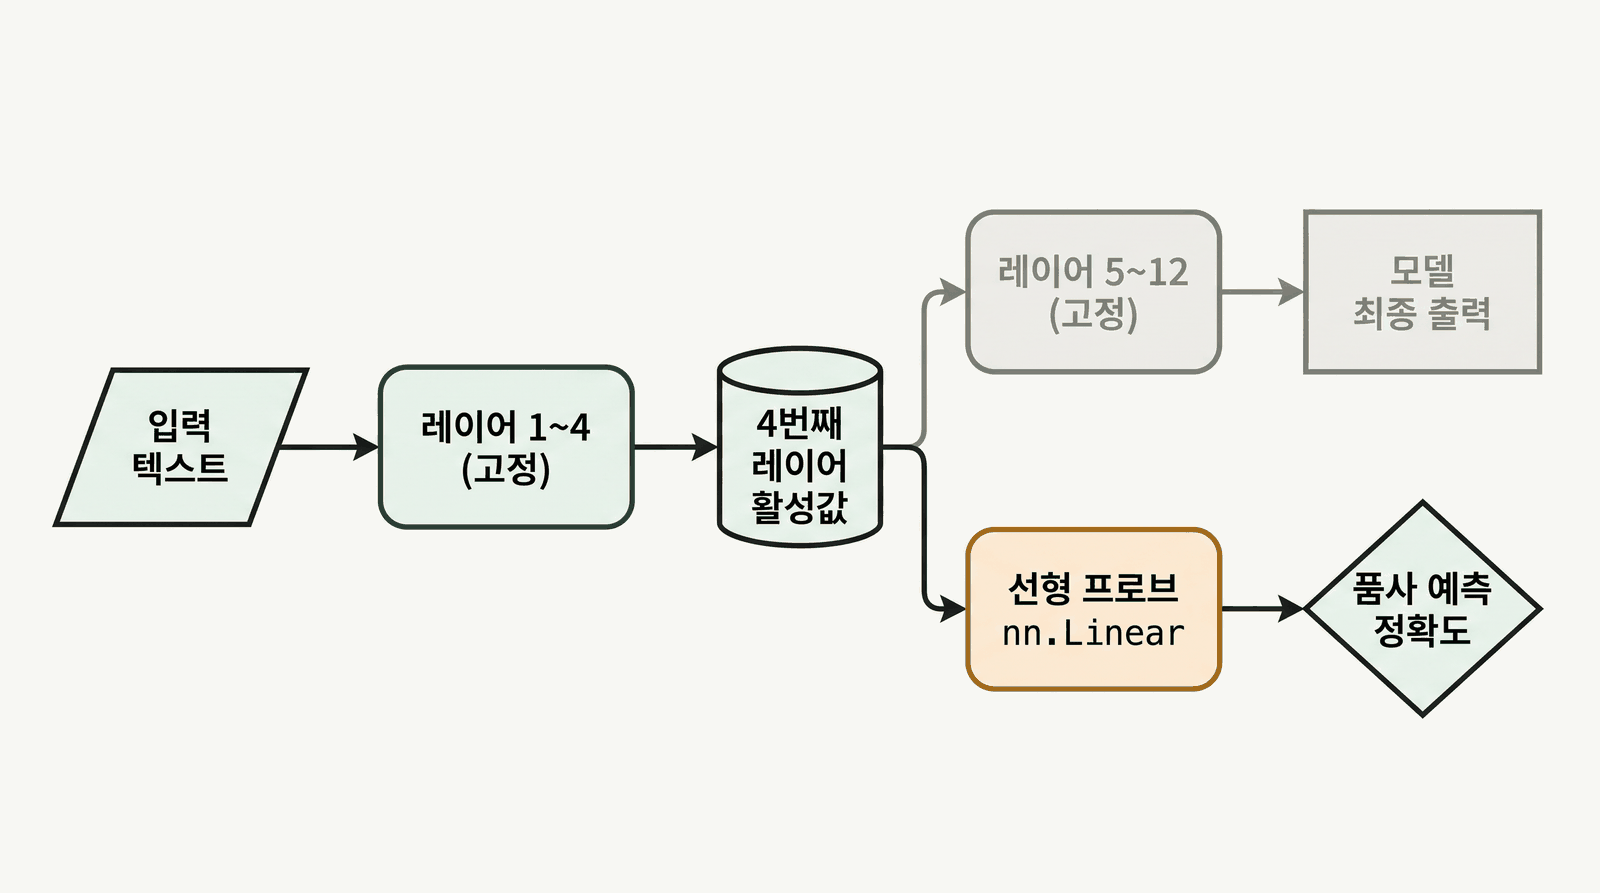 입력
텍스트
레이어 1~4
(고정)
4번째
레이어
활성값
레이어 5~12
(고정)
모델
최종 출력
선형 프로브
nn.Linear
품사 예측
정확도